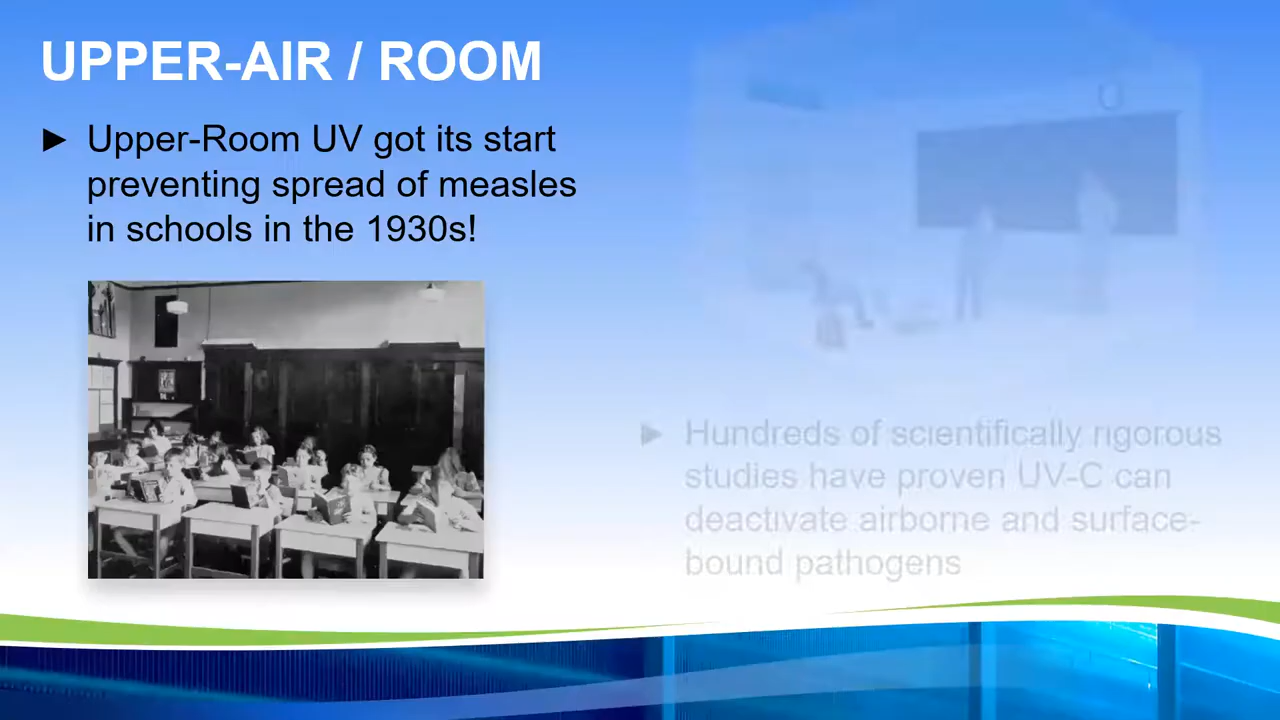 UPPER-AIR / ROOM
► Upper-Room UV got its start
preventing spread of measles
in schools in the 1930s!
► Hundreds of scientifically rigorous
studies have proven UV-C can
deactivate airborne and surface-
bound pathogens